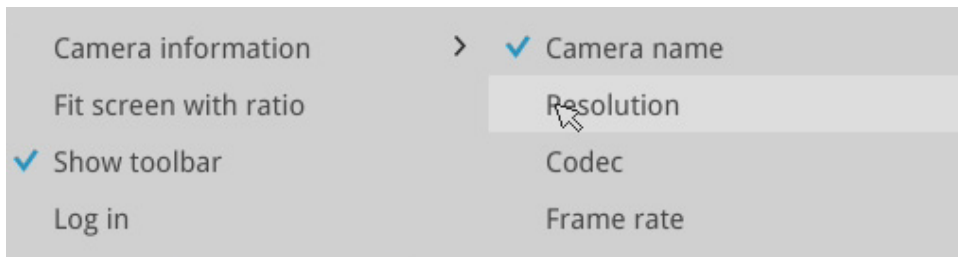 Camera information
Fit screen with ratio
Show toolbar
Log in
Camera name
Resolution
Codec
Frame rate